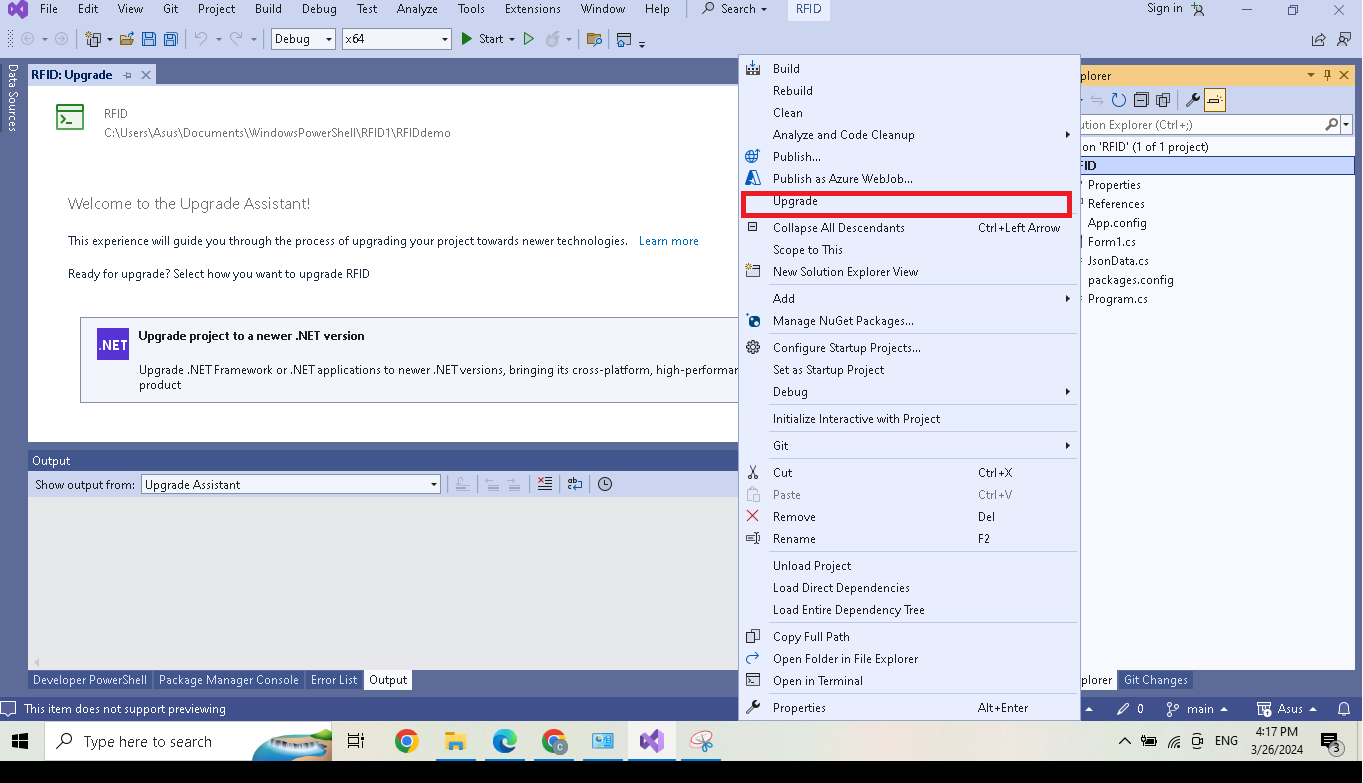 File Edit View Git Project Build Debug Test Analyze Tools Extensions Window Help Search RFID Sign in
Debug x64 Start
Data Sources
RFID: Upgrade
RFID
C:\Users\Asus\Documents\WindowsPowerShell\RFID1\RFIDdemo
Welcome to the Upgrade Assistant!
This experience will guide you through the process of upgrading your project towards newer technologies. Learn more
Ready for upgrade? Select how you want to upgrade RFID
.NET
Upgrade project to a newer .NET version
Upgrade .NET Framework or .NET applications to newer .NET versions, bringing its cross-platform, high-performan
product
Output
Show output from: Upgrade Assistant
Developer PowerShell Package Manager Console Error List Output
Build
Rebuild
Clean
Analyze and Code Cleanup
Publish...
Publish as Azure WebJob...
Upgrade
Collapse All Descendants Ctrl+Left Arrow
Scope to This
New Solution Explorer View
Add
Manage NuGet Packages...
Configure Startup Projects...
Set as Startup Project
Debug
Initialize Interactive with Project
Git
Cut Ctrl+X
Paste Ctrl+V
Remove Del
Rename F2
Unload Project
Load Direct Dependencies
Load Entire Dependency Tree
Copy Full Path
Open Folder in File Explorer
Open in Terminal
Properties Alt+Enter
plorer
ution Explorer (Ctrl+;)
on 'RFID' (1 of 1 project)
FID
Properties
References
App.config
Form1.cs
JsonData.cs
packages.config
Program.cs
plorer Git Changes
This item does not support previewing
0 main Asus
Type here to search
ENG
4:17 PM
3/26/2024
3